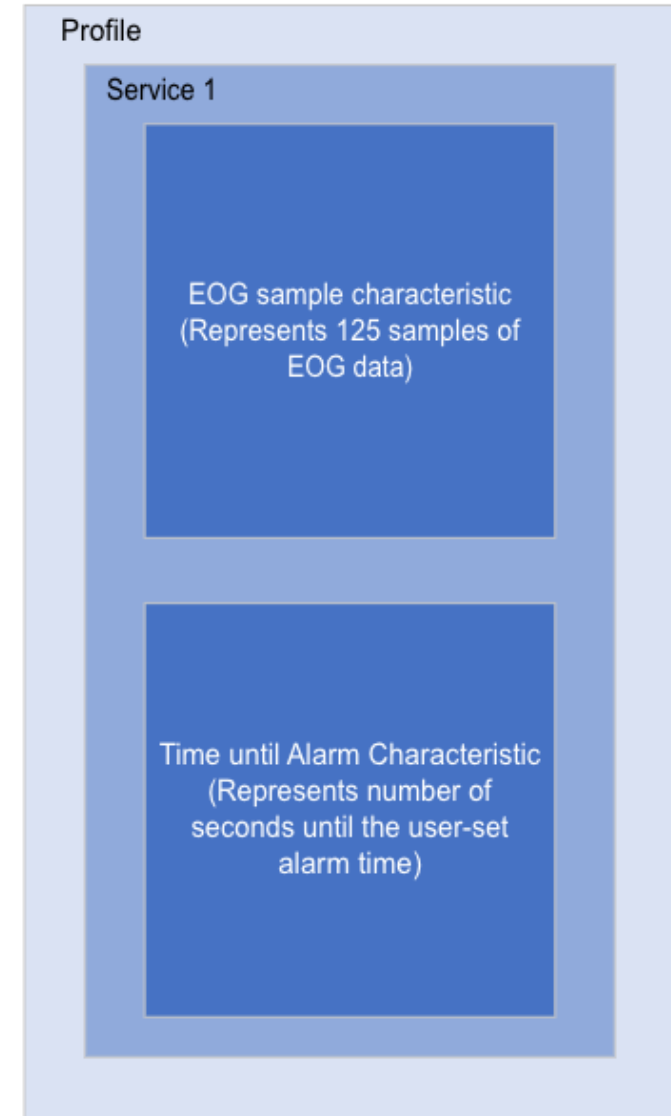 Profile
Service 1
EOG sample characteristic
(Represents 125 samples of
EOG data)
Time until Alarm Characteristic
(Represents number of
seconds until the user-set
alarm time)